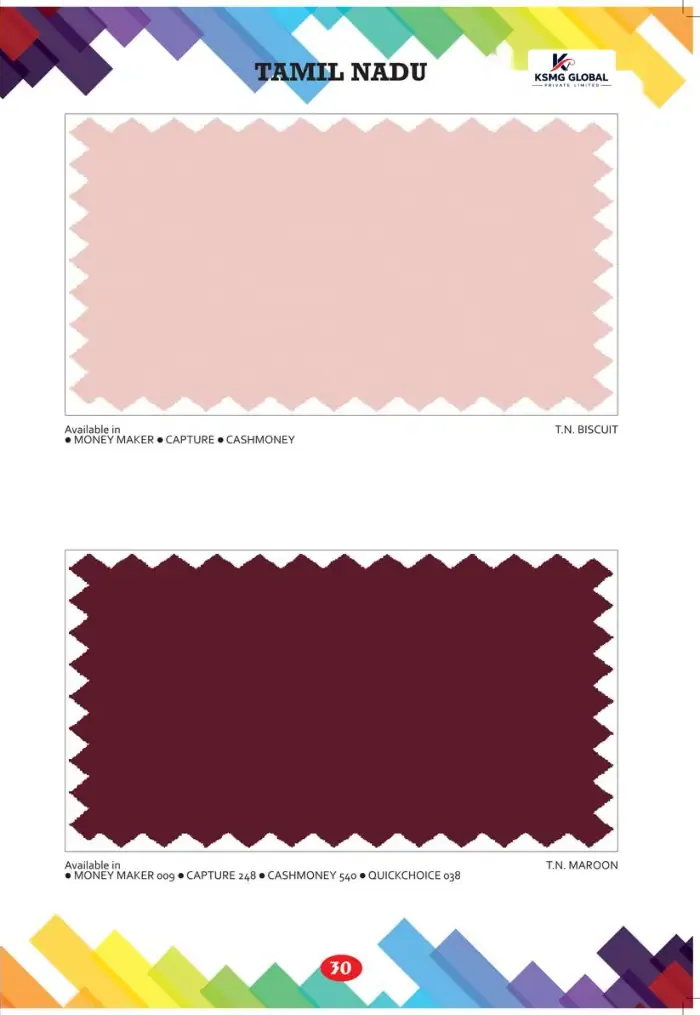 TAMIL NADU
KSMG GLOBAL
PRIVATE LIMITED
Available in
T.N. BISCUIT
● MONEY MAKER ● CAPTURE ● CASHMONEY
Available in
T.N. MAROON
● MONEY MAKER 009 ● CAPTURE 248 ● CASHMONEY 540 ● QUICKCHOICE 038
30